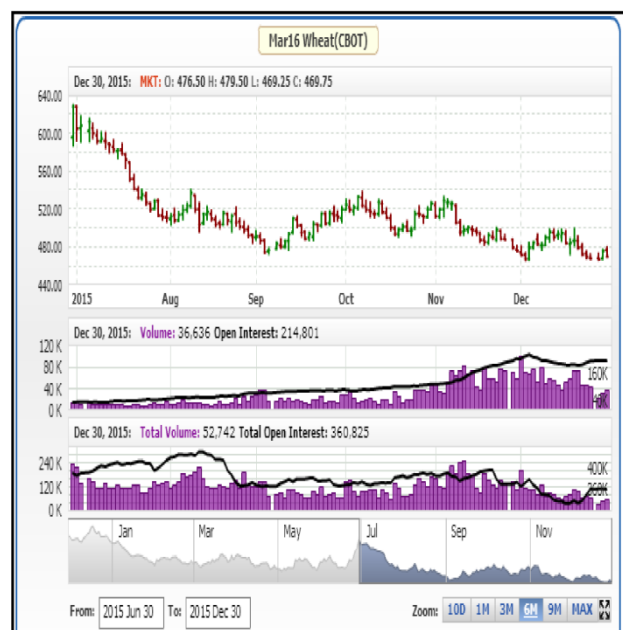 Mar16 Wheat(CBOT)
Dec 30, 2015: MKT: O: 476.50 H: 479.50 L: 469.25 C: 469.75
640.00
600.00
560.00
520.00
480.00
440.00
2015 Aug Sep Oct Nov Dec
Dec 30, 2015: Volume: 36,636 Open Interest: 214,801
120 K
80 K
40 K
0 K
160K
Dec 30, 2015: Total Volume: 52,742 Total Open Interest: 360,825
240 K
120 K
0 K
400K
Jan Mar May Jul Sep Nov
From: 2015 Jun 30 To: 2015 Dec 30 Zoom: 10D 1M 3M 6M 9M MAX